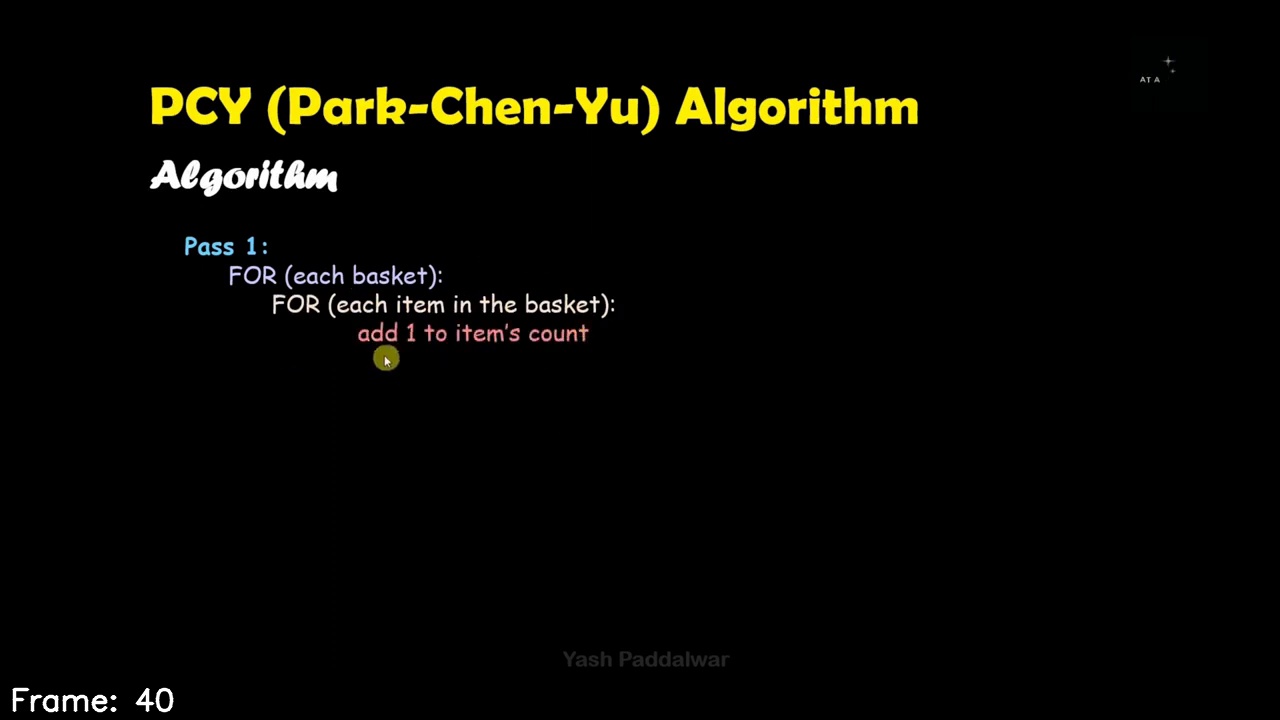 AT A
PCY (Park-Chen-Yu) Algorithm
Algorithm
Pass 1:
FOR (each basket):
FOR (each item in the basket):
add 1 to item's count
Yash Paddalwar
Frame: 40